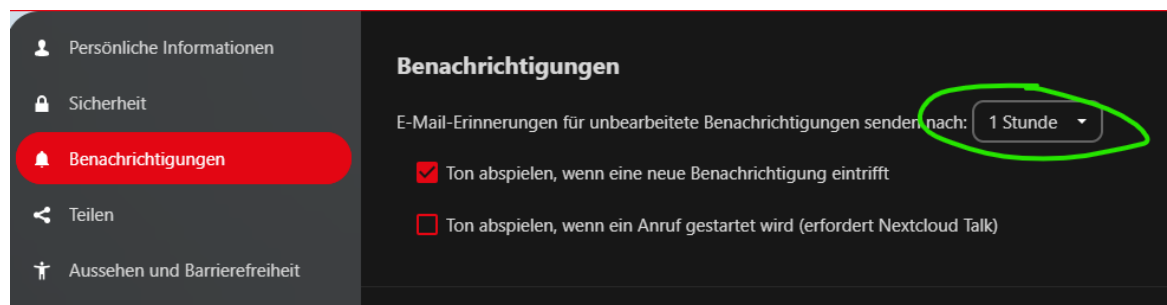 Persönliche Informationen
Sicherheit
Benachrichtigungen
Teilen
Aussehen und Barrierefreiheit
Benachrichtigungen
E-Mail-Erinnerungen für unbearbeitete Benachrichtigungen senden nach: 1 Stunde
Ton abspielen, wenn eine neue Benachrichtigung eintrifft
Ton abspielen, wenn ein Anruf gestartet wird (erfordert Nextcloud Talk)